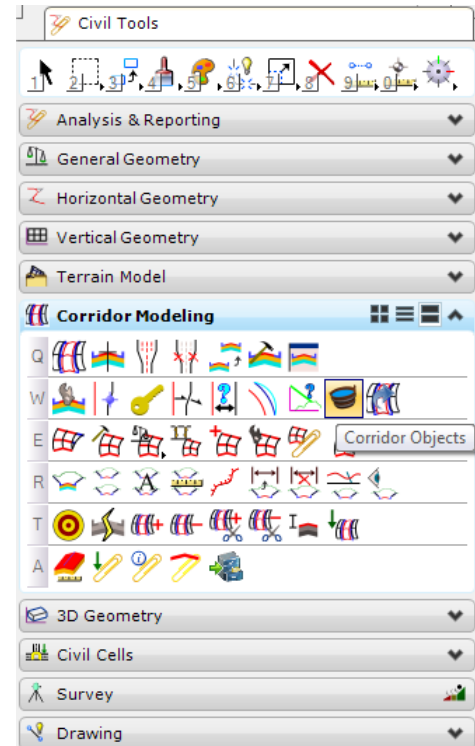 Civil Tools
1 2 3 4 5 6 7 8 9 0
Analysis & Reporting
General Geometry
Horizontal Geometry
Vertical Geometry
Terrain Model
Corridor Modeling
Q
W
E
Corridor Objects
R A
T
A
3D Geometry
Civil Cells
Survey
Drawing